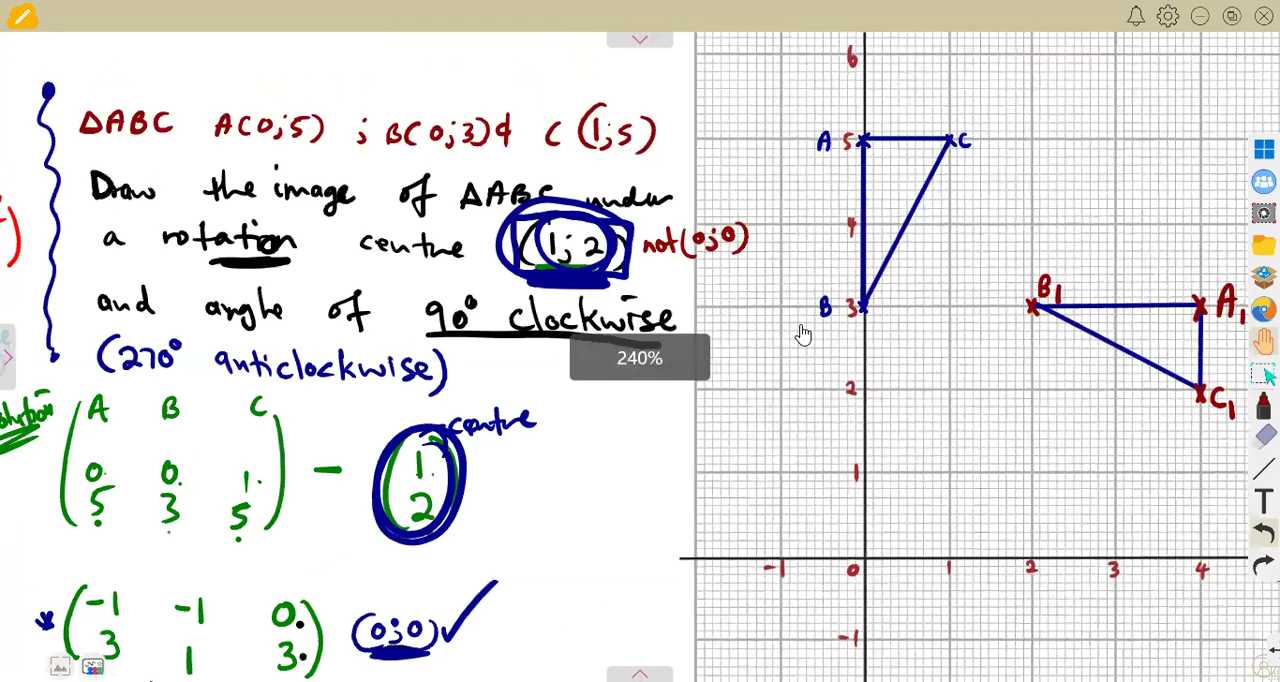 ΔABC A(0;5) ; B(0;3) & C (1;5)
Draw the image of ΔABC under
a rotation centre (1;2) not (0;0)
and angle of 90° clockwise
(270° anticlockwise)
240%
Solution
A B C
centre
0 0 1 - 1
5 3 5 2
-1 -1 0
3 1 3
(0;0) ✓
6
A 5 C
4
B 3
B₁ A₁
2 C₁
1
-1 0 2 3 4
-1
T